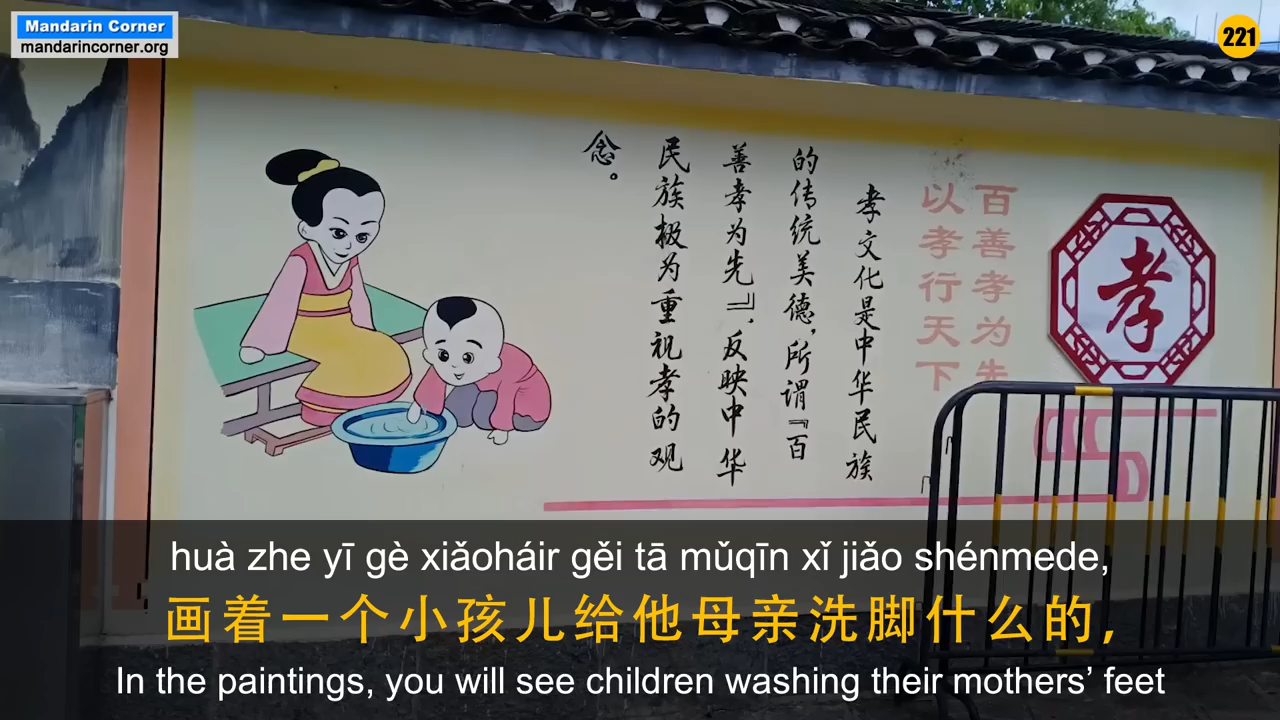 Mandarin Corner
mandarincorner.org
221
孝
百善孝为先
以孝行天下
孝文化是中华民族
的传统美德,所谓『百
善孝为先』,反映中华
民族极为重视孝的观
念。
huà zhe yī gè xiǎoháir gěi tā mǔqīn xǐ jiǎo shénmede,
画着一个小孩儿给他母亲洗脚什么的,
In the paintings, you will see children washing their mothers’ feet